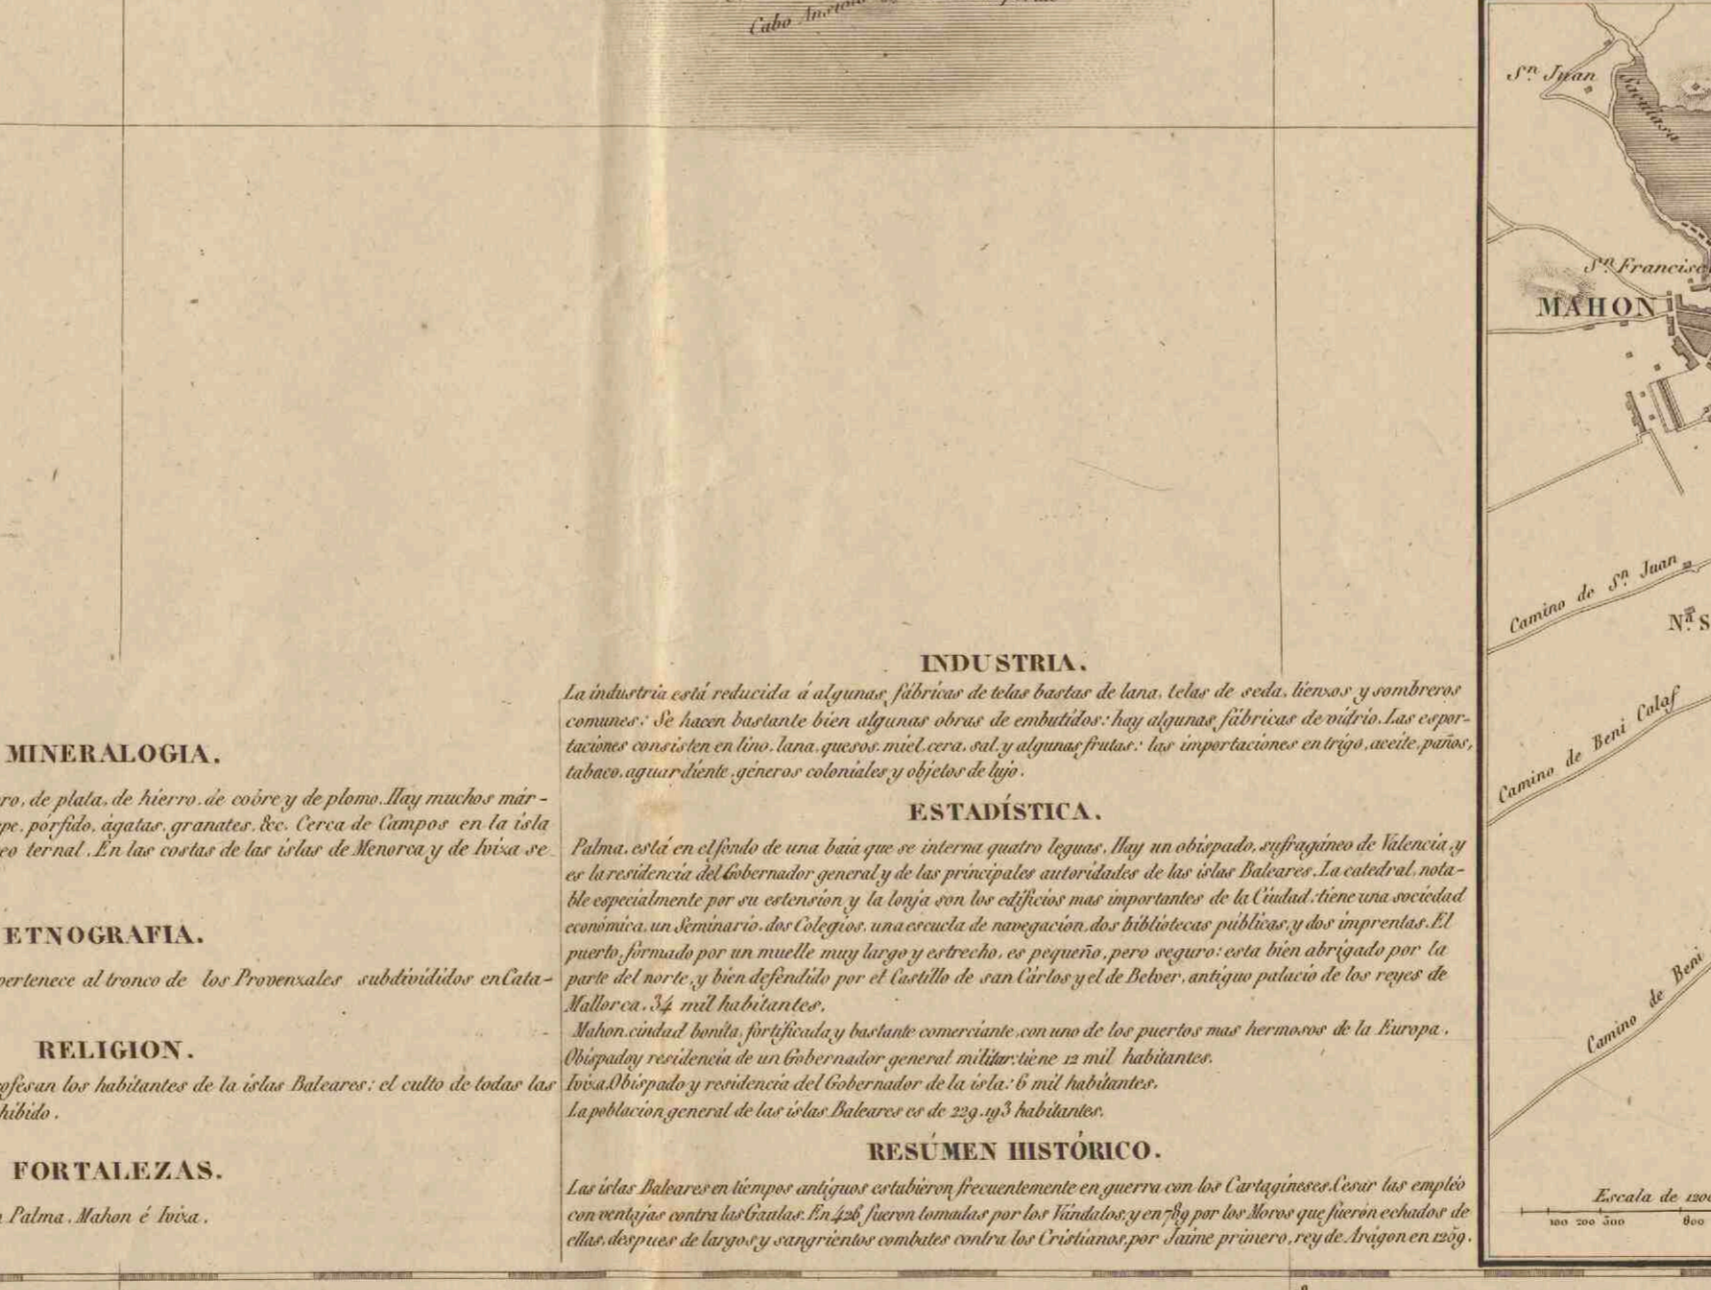 Cabo
MINERALOGIA.
ro, de plata, de hierro, de cobre y de plomo. Hay muchos már-
pe, pórfido, ágatas, granates, &c. Cerca de Campos en la isla
eo ternal. En las costas de las islas de Menorca y de Iviza se
ETNOGRAFIA.
pertenece al tronco de los Provenzales subdivididos en Cata-
RELIGION.
ofesan los habitantes de la islas Baleares: el culto de todas las
hibido.
FORTALEZAS.
Palma, Mahon é Iviza.
INDUSTRIA.
La industria está reducida á algunas fábricas de telas bastas de lana, telas de seda, lienzos y sombreros
comunes: Se hacen bastante bien algunas obras de embutidos: hay algunas fábricas de vidrio. Las espor-
taciones consisten en lino, lana, quesos, miel, cera, sal, y algunas frutas: las importaciones en trigo, aceite, paños,
tabaco, aguardiente, géneros coloniales y objetos de lujo.
ESTADÍSTICA.
Palma, está en el fondo de una baia que se interna quatro leguas. Hay un obispado, sufragáneo de Valencia, y
es la residencia del Gobernador general y de las principales autoridades de las islas Baleares. La catedral, nota-
ble especialmente por su estension, y la lonja son los edificios mas importantes de la Ciudad: tiene una sociedad
económica, un Seminario, dos Colegios, una escuela de navegacion, dos bibliotecas públicas, y dos imprentas. El
puerto, formado por un muelle muy largo y estrecho, es pequeño, pero seguro: esta bien abrigado por la
parte del norte, y bien defendido por el Castillo de san Cárlos y el de Belver, antiguo palacio de los reyes de
Mallorca. 34 mil habitantes.
Mahon, ciudad bonita, fortificada, y bastante comerciante, con uno de los puertos mas hermosos de la Europa.
Obispado y residencia de un Gobernador general militar: tiene 12 mil habitantes.
Iviza. Obispado y residencia del Gobernador de la isla: 6 mil habitantes.
La poblacion general de las islas Baleares es de 229.193 habitantes.
RESÚMEN HISTÓRICO.
Las islas Baleares en tiempos antiguos estubieron frecuentemente en guerra con los Cartagineses. Cesar las empleó
con ventajas contra las Gaulas. En 426 fueron tomadas por los Vándalos, y en 789 por los Moros que fueron echados de
ellas, despues de largos y sangrientos combates contra los Cristianos, por Jaime primero, rey de Aragon en
Sn. Juan
Sn. Francisco
MAHON
Camino de Sn. Juan
Na. S
Camino de Beni Calaf
Camino de Beni
Escala de 1200
100 200 300 600